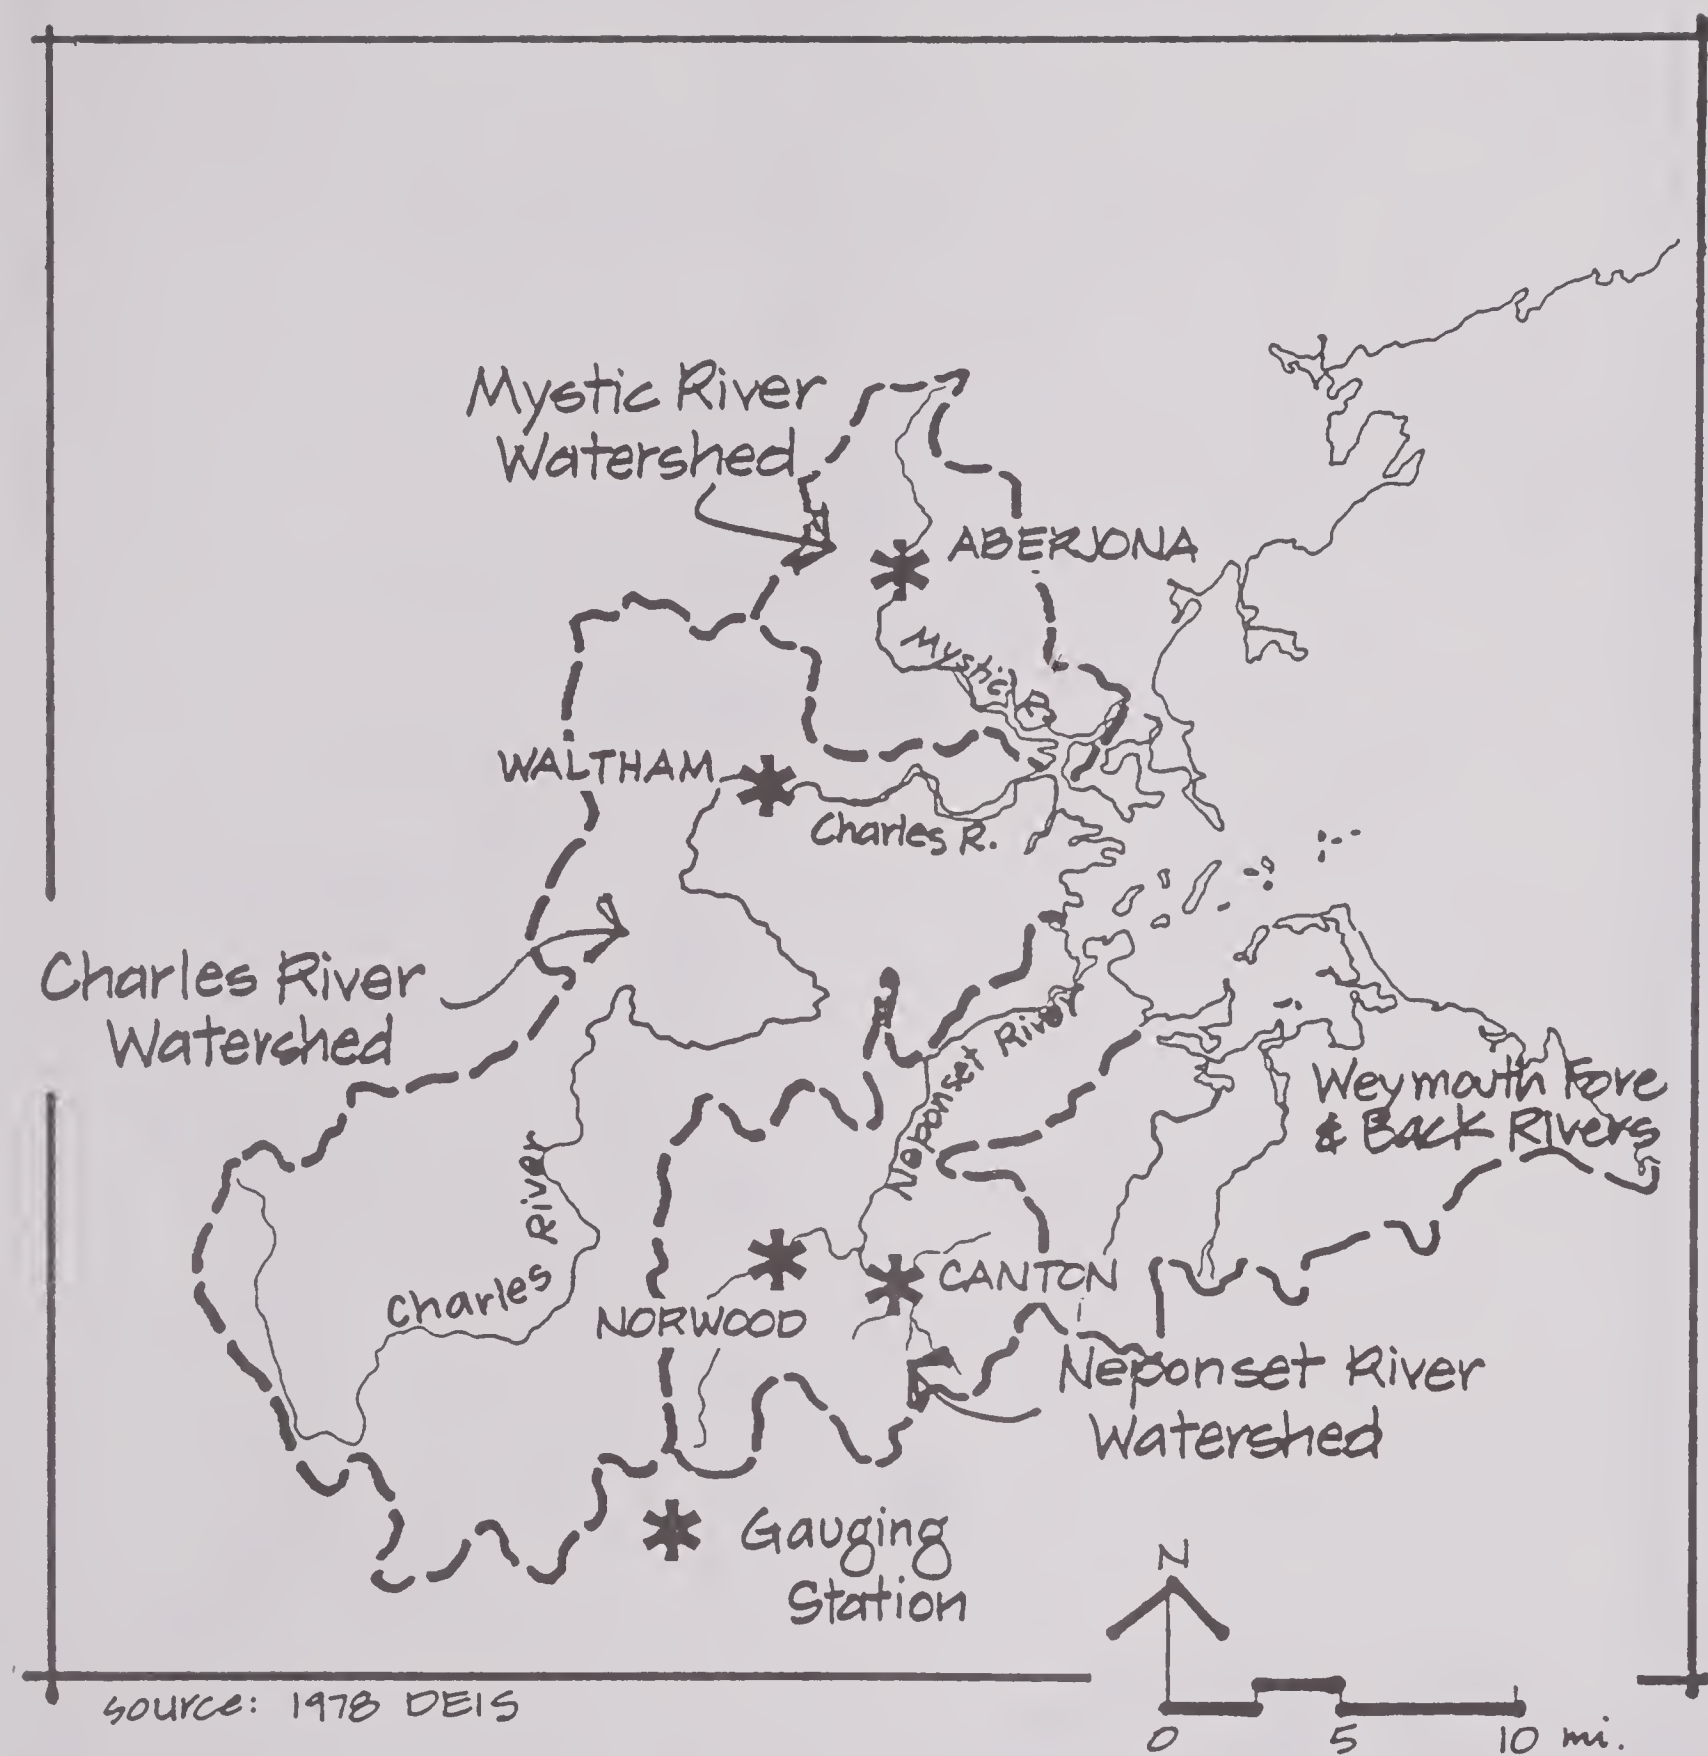 Mystic River
Watershed
ABERJONA
Mystic R.
WALTHAM
Charles R.
Charles River
Watershed
Neponset River
Weymouth Fore
& Back Rivers
Charles River
CANTON
NORWOOD
Neponset River
Watershed
Gauging
Station
N
source: 1978 DEIS
0 5 10 mi.